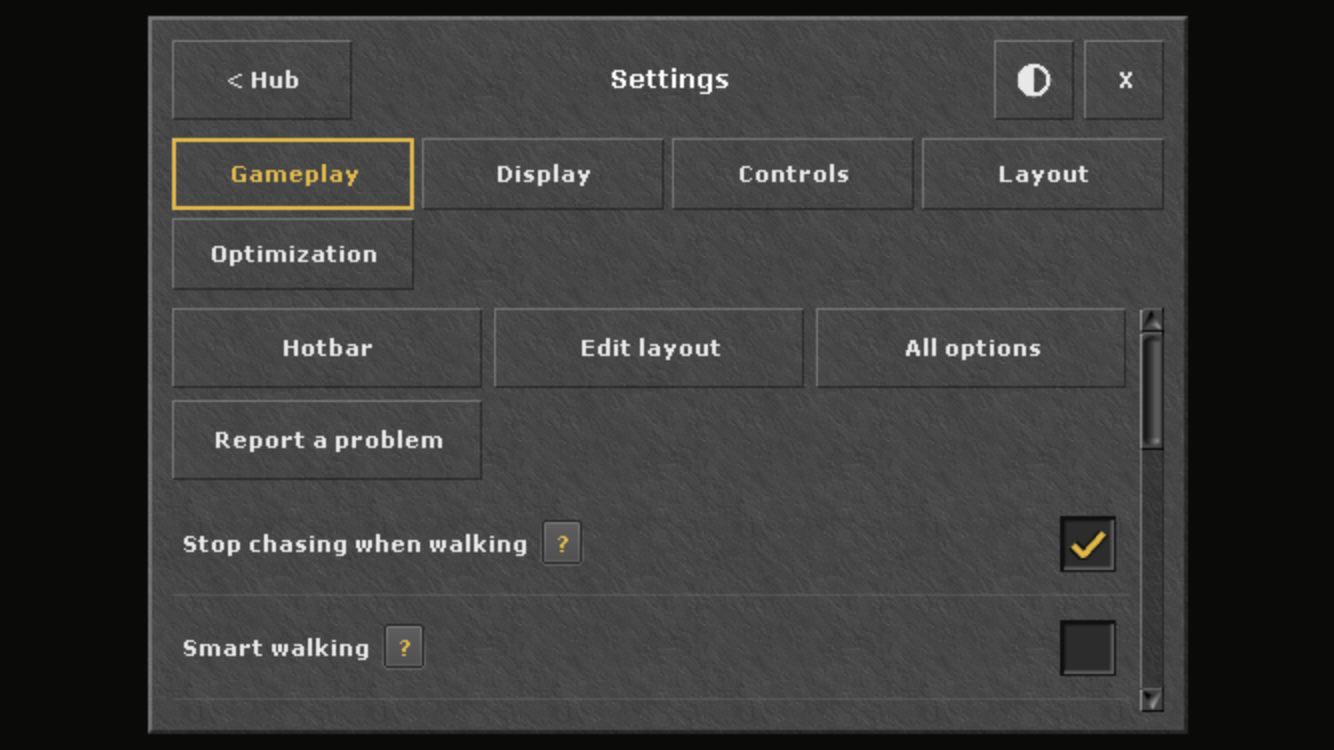 < Hub
Settings
X
Gameplay
Display
Controls
Layout
Optimization
Hotbar
Edit layout
All options
Report a problem
Stop chasing when walking ?
Smart walking ?